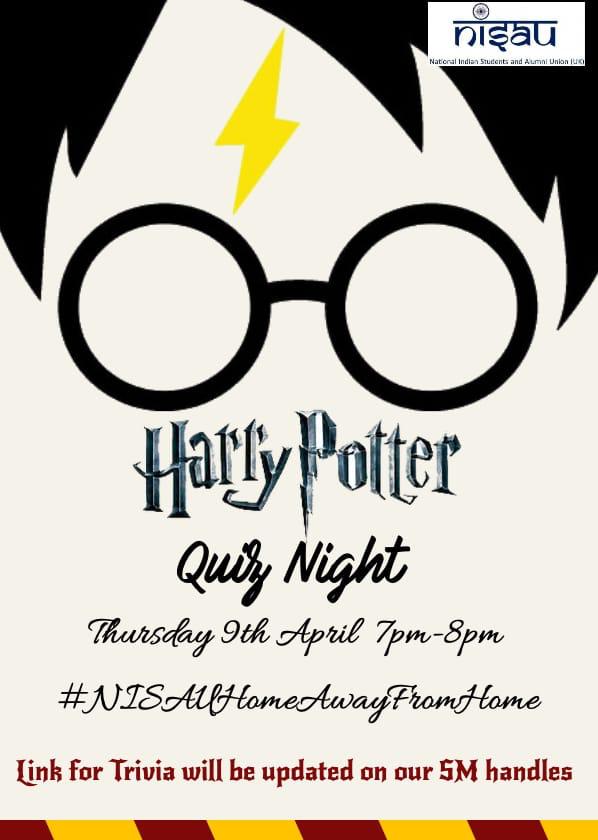 nisau
National Indian Students and Alumni Union (UK)
Harry Potter
Quiz Night
Thursday 9th April 7pm-8pm
#NISAUHomeAwayFromHome
Link for Trivia will be updated on our SM handles